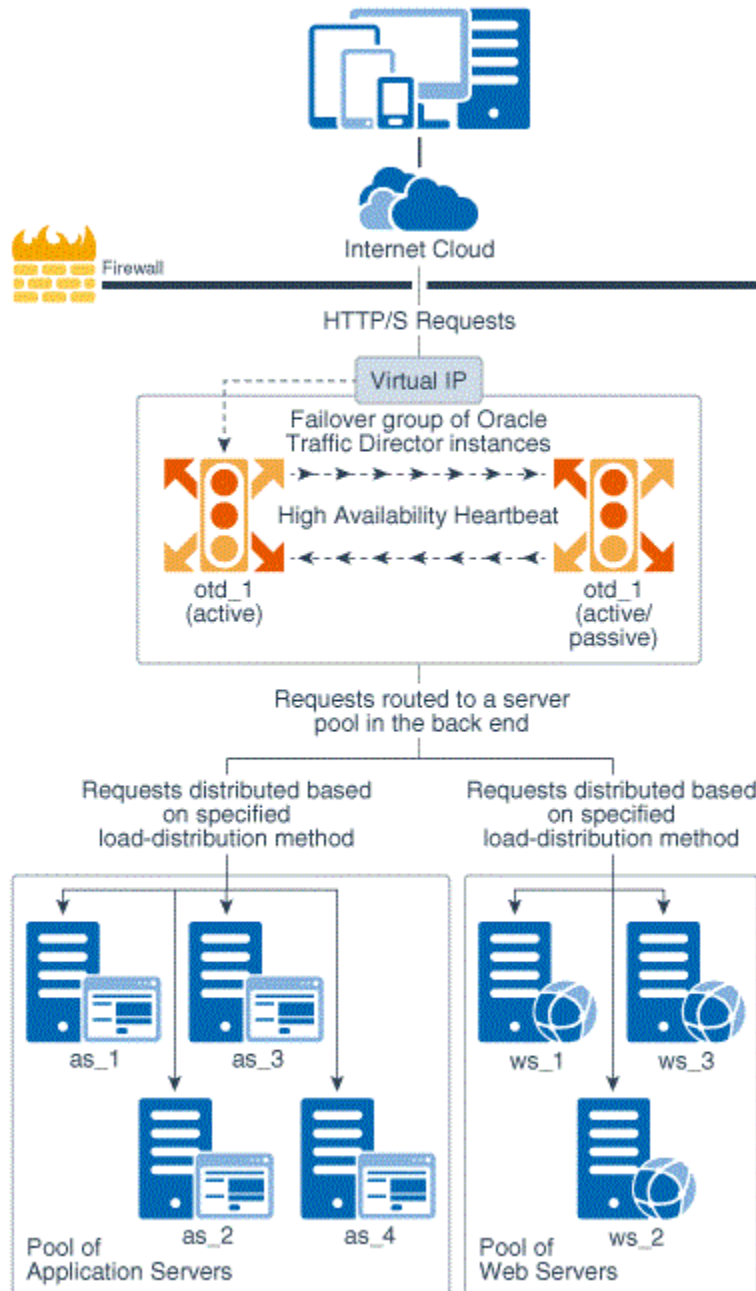 Internet Cloud
Firewall
HTTP/S Requests
Virtual IP
Failover group of Oracle
Traffic Director instances
High Availability Heartbeat
otd_1
(active)
otd_1
(active/
passive)
Requests routed to a server
pool in the back end
Requests distributed based
on specified
load-distribution method
Requests distributed based
on specified
load-distribution method
as_1
as_3
as_2
as_4
Pool of
Application Servers
ws_1
ws_3
ws_2
Pool of
Web Servers